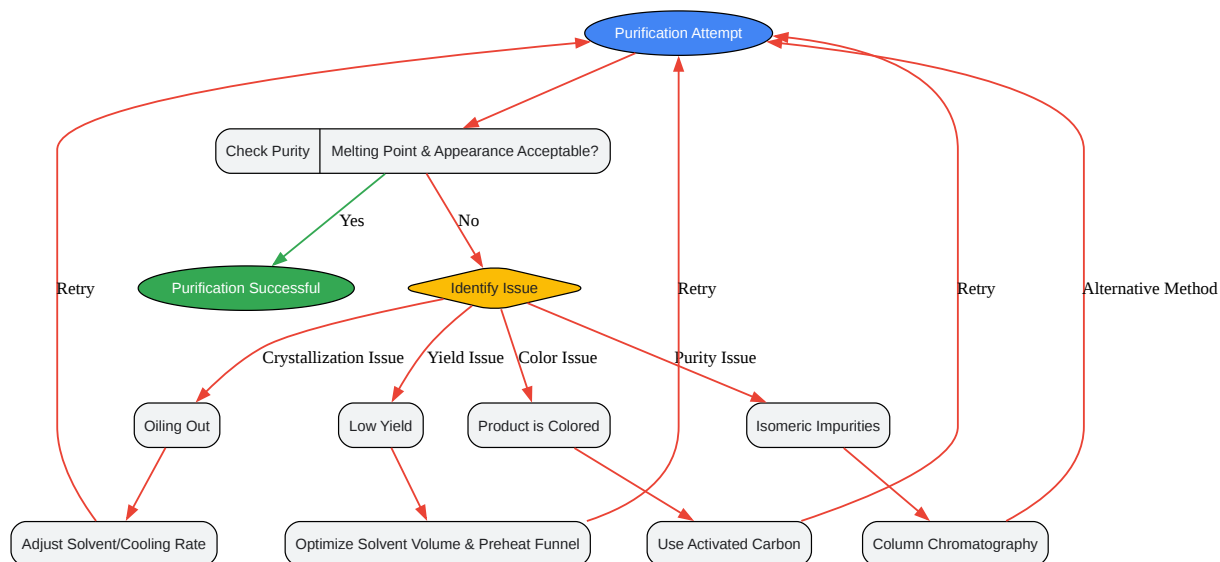 Purification Attempt
Check Purity
Melting Point & Appearance Acceptable?
Yes
No
Purification Successful
Identify Issue
Retry
Retry
Retry
Alternative Method
Crystallization Issue
Yield Issue
Color Issue
Purity Issue
Oiling Out
Low Yield
Product is Colored
Isomeric Impurities
Adjust Solvent/Cooling Rate
Optimize Solvent Volume & Preheat Funnel
Use Activated Carbon
Column Chromatography